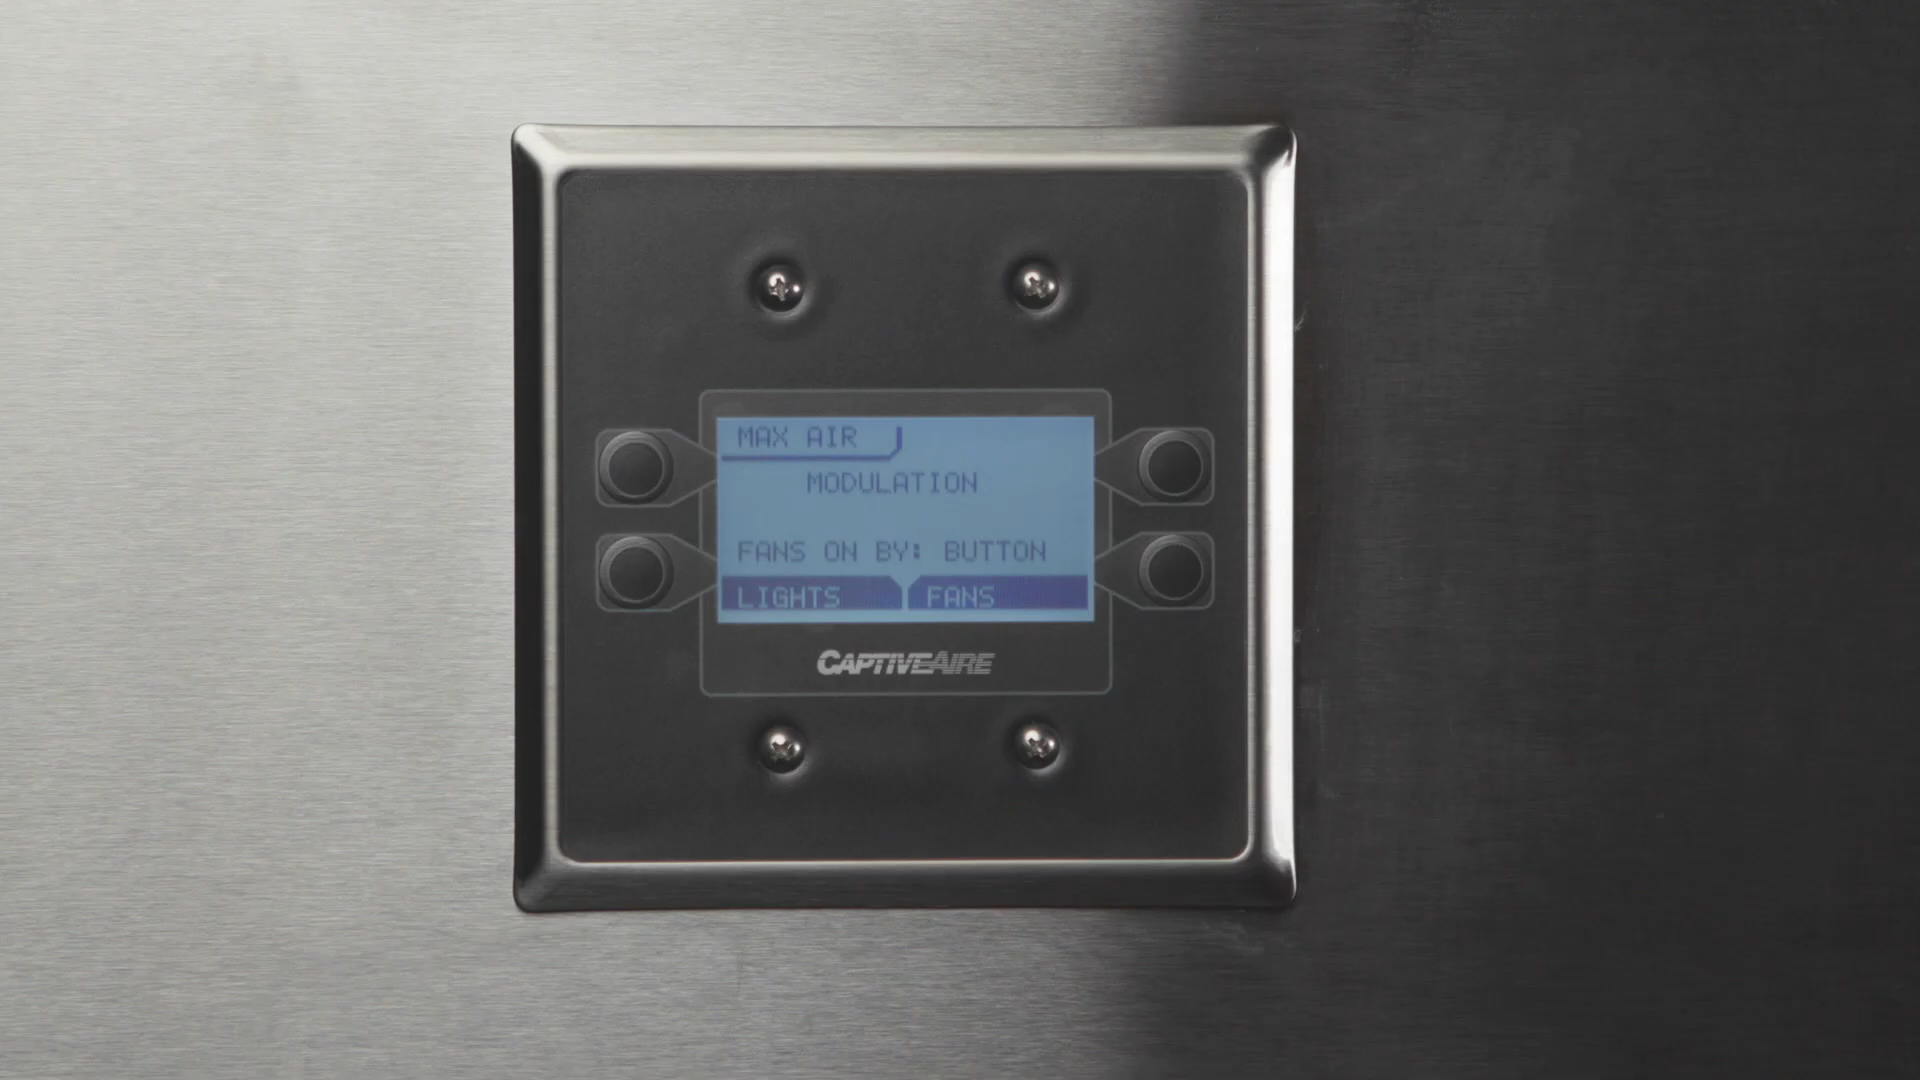 MAX AIR
MODULATION
FANS ON BY: BUTTON
LIGHTS FANS
CAPTIVEAIRE